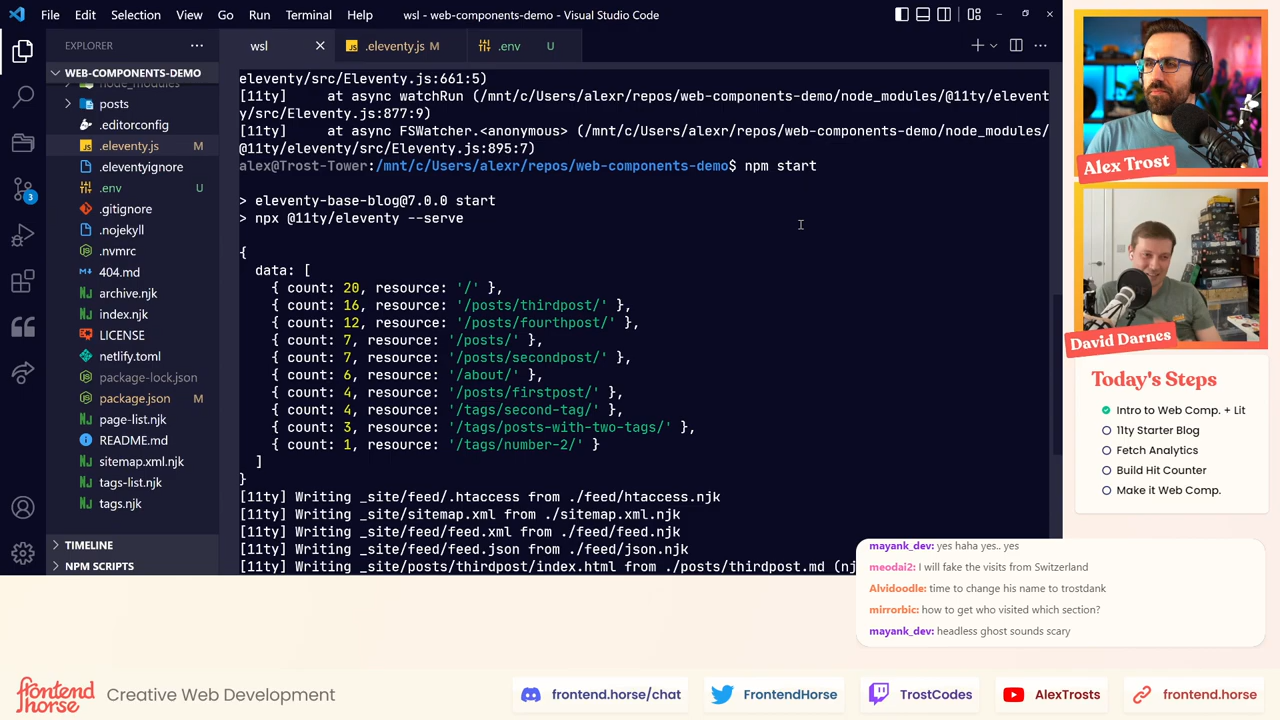 File Edit Selection View Go Run Terminal Help
wsl - web-components-demo - Visual Studio Code
EXPLORER
wsl
.eleventy.js M
.env U
WEB-COMPONENTS-DEMO
node_modules
posts
.editorconfig
.eleventy.js M
.eleventyignore
.env U
.gitignore
.nojekyll
.nvmrc
404.md
archive.njk
index.njk
LICENSE
netlify.toml
package-lock.json
package.json M
page-list.njk
README.md
sitemap.xml.njk
tags-list.njk
tags.njk
TIMELINE
NPM SCRIPTS
3
eleventy/src/Eleventy.js:661:5)
[11ty]     at async watchRun (/mnt/c/Users/alexr/repos/web-components-demo/node_modules/@11ty/elevent
y/src/Eleventy.js:877:9)
[11ty]     at async FSWatcher.<anonymous> (/mnt/c/Users/alexr/repos/web-components-demo/node_modules/
@11ty/eleventy/src/Eleventy.js:895:7)
alex@Trost-Tower:/mnt/c/Users/alexr/repos/web-components-demo$ npm start
> eleventy-base-blog@7.0.0 start
> npx @11ty/eleventy --serve
{
  data: [
    { count: 20, resource: '/' },
    { count: 16, resource: '/posts/thirdpost/' },
    { count: 12, resource: '/posts/fourthpost/' },
    { count: 7, resource: '/posts/' },
    { count: 7, resource: '/posts/secondpost/' },
    { count: 6, resource: '/about/' },
    { count: 4, resource: '/posts/firstpost/' },
    { count: 4, resource: '/tags/second-tag/' },
    { count: 3, resource: '/tags/posts-with-two-tags/' },
    { count: 1, resource: '/tags/number-2/' }
  ]
}
[11ty] Writing _site/feed/.htaccess from ./feed/htaccess.njk
[11ty] Writing _site/sitemap.xml from ./sitemap.xml.njk
[11ty] Writing _site/feed/feed.xml from ./feed/feed.njk
[11ty] Writing _site/feed/feed.json from ./feed/json.njk
[11ty] Writing _site/posts/thirdpost/index.html from ./posts/thirdpost.md (nj
Alex Trost
David Darnes
Today's Steps
Intro to Web Comp. + Lit
11ty Starter Blog
Fetch Analytics
Build Hit Counter
Make it Web Comp.
mayank_dev: yes haha yes.. yes
meodai2: I will fake the visits from Switzerland
Alvidoodle: time to change his name to trostdank
mirrorbic: how to get who visited which section?
mayank_dev: headless ghost sounds scary
frontend
horse
Creative Web Development
frontend.horse/chat
FrontendHorse
TrostCodes
AlexTrosts
frontend.horse